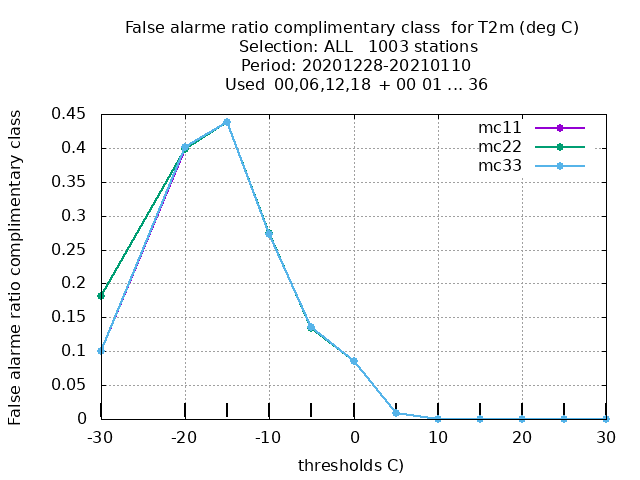 False alarme ratio complimentary class  for T2m (deg C)
Selection: ALL   1003 stations
Period: 20201228-20210110
Used  00,06,12,18  + 00 01 ... 36
False alarme ratio complimentary class
0.45
0.4
0.35
0.3
0.25
0.2
0.15
0.1
0.05
0
mc11
mc22
mc33
-30 -20 -10 0 10 20 30
thresholds C)